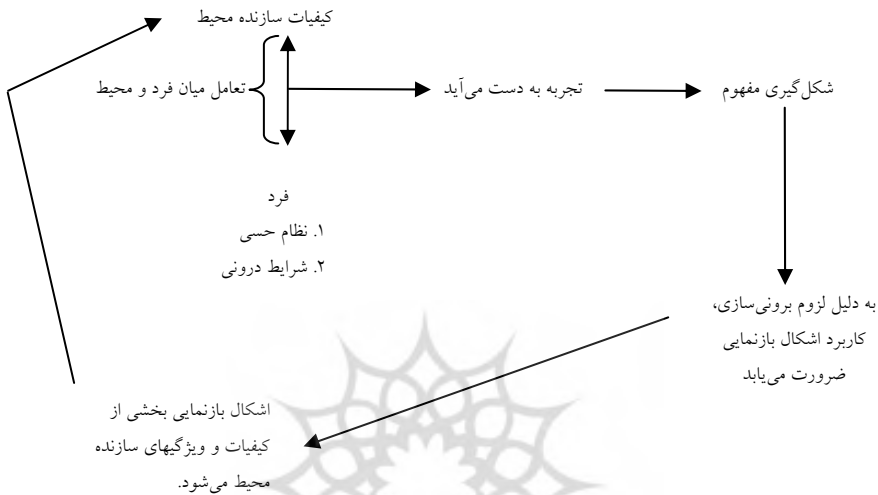 کیفیات سازنده محیط
تعامل میان فرد و محیط
تجربه به دست می‌آید
شکل‌گیری مفهوم
فرد
۱. نظام حسی
۲. شرایط درونی
به دلیل لزوم برونی‌سازی،
کاربرد اشکال بازنمایی
ضرورت می‌یابد
اشکال بازنمایی بخشی از
کیفیات و ویژگیهای سازنده
محیط می‌شود.